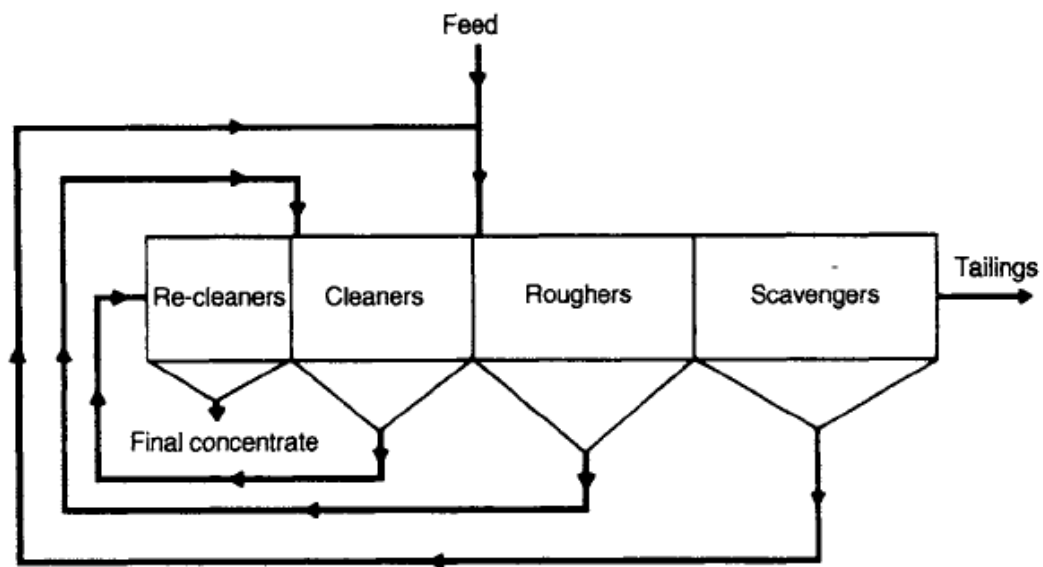 Feed
Tailings
Re-cleaners
Cleaners
Roughers
Scavengers
Final concentrate